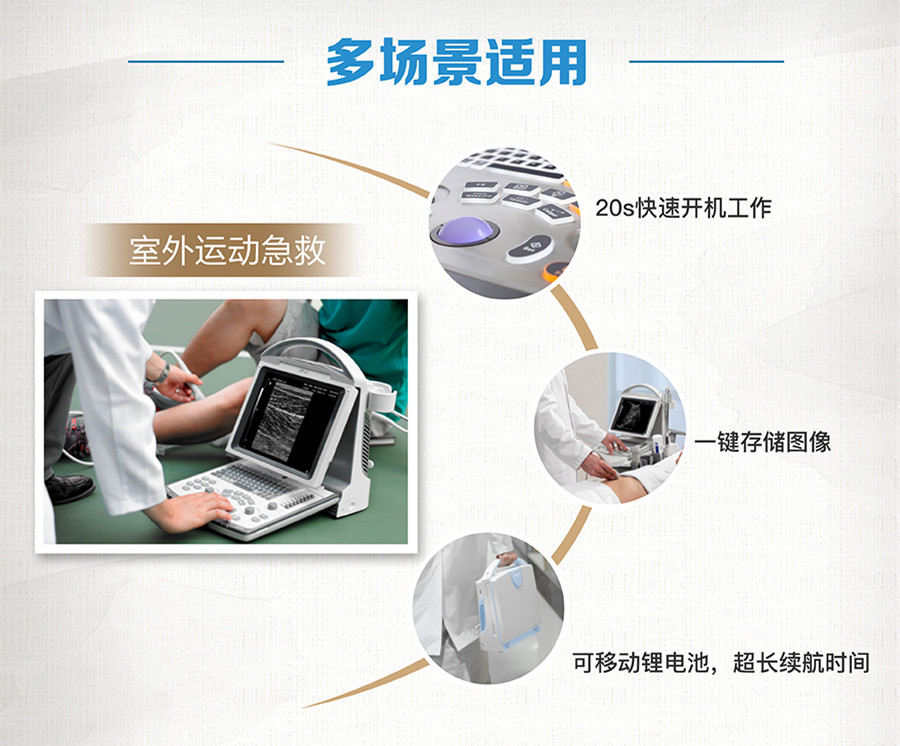 多场景适用
室外运动急救
20s快速开机工作
一键存储图像
可移动锂电池，超长续航时间